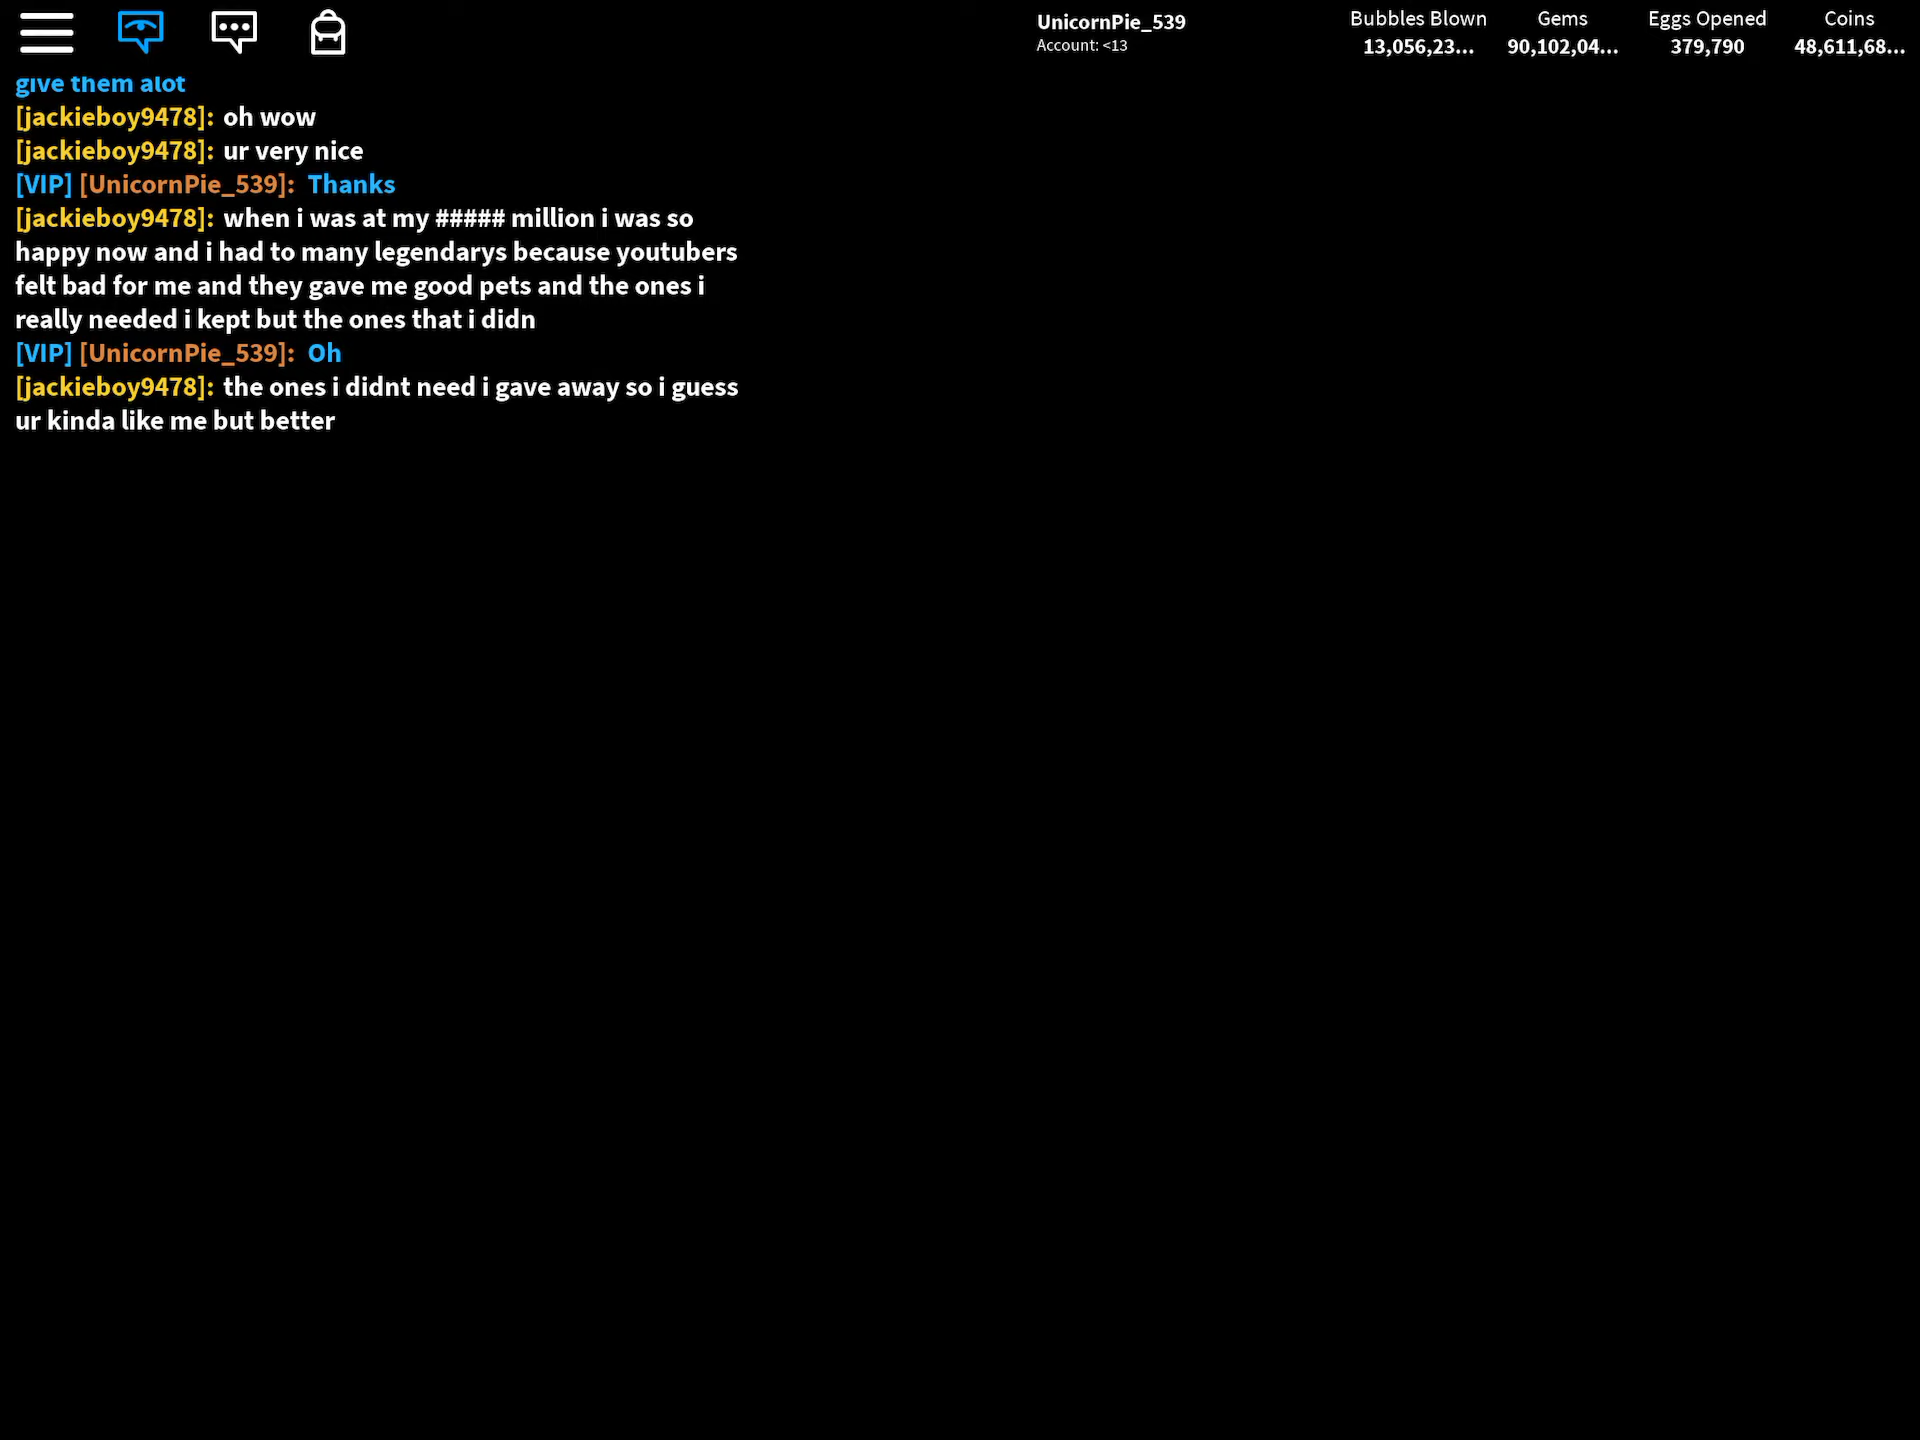 UnicornPie_539
Account: <13
Bubbles Blown
13,056,23...
Gems
90,102,04...
Eggs Opened
379,790
Coins
48,611,68...
give them alot
[jackieboy9478]: oh wow
[jackieboy9478]: ur very nice
[VIP] [UnicornPie_539]: Thanks
[jackieboy9478]: when i was at my ##### million i was so
happy now and i had to many legendarys because youtubers
felt bad for me and they gave me good pets and the ones i
really needed i kept but the ones that i didn
[VIP] [UnicornPie_539]: Oh
[jackieboy9478]: the ones i didnt need i gave away so i guess
ur kinda like me but better